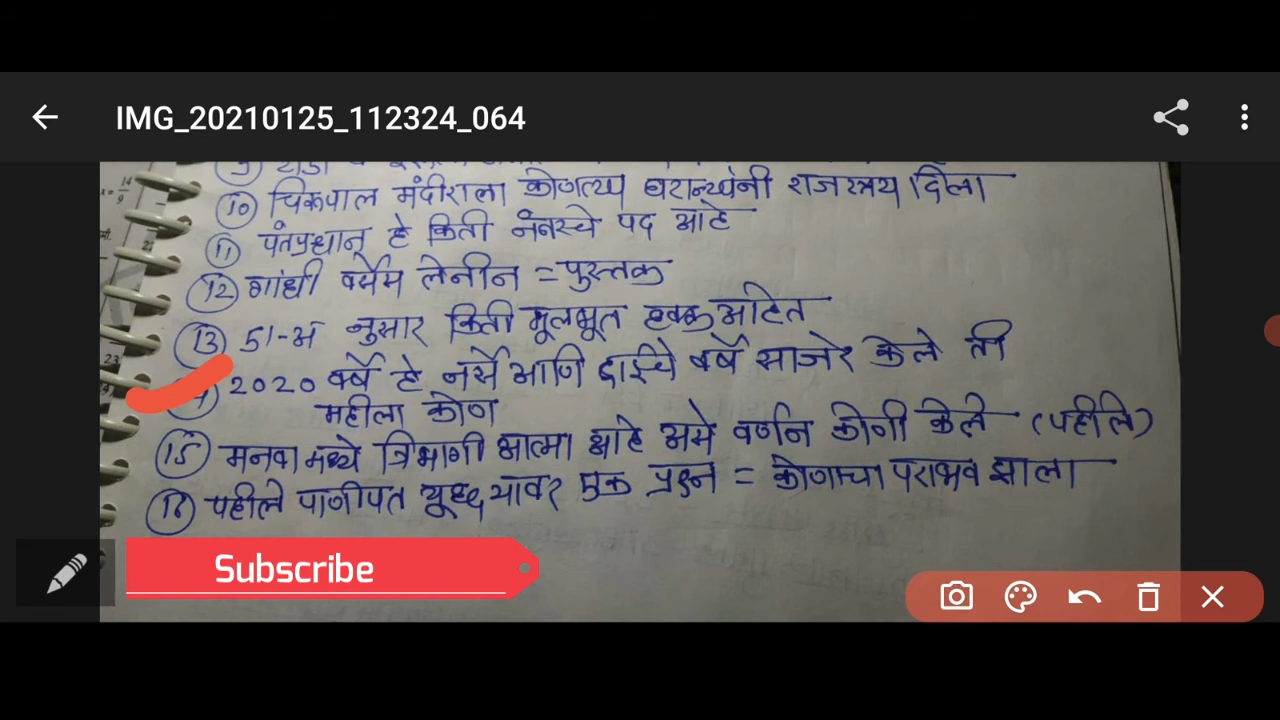 IMG_20210125_112324_064
10 चिकपाल मंदीराला कोणत्या घरान्यांनी राजस्त्रय दिला
11 पंतप्रधान् हे किती नंनस्चे पद आहे
12 गांधी वर्सेस लेनीन = पुस्तक
13 51-अ नुसार किती मूलभूत हक्क आहेत
2020 वर्षे हे नर्से आणि दाईचे वर्षे साजरे केले ती
महीला कोण
15 मनवा मध्ये त्रिभागी आत्मा आहे असे वर्णन कोनी केले (पहीले)
16 पहीले पाणीपत यूध्द यावर एक प्रश्न = कोणाचा पराभव झाला
Subscribe